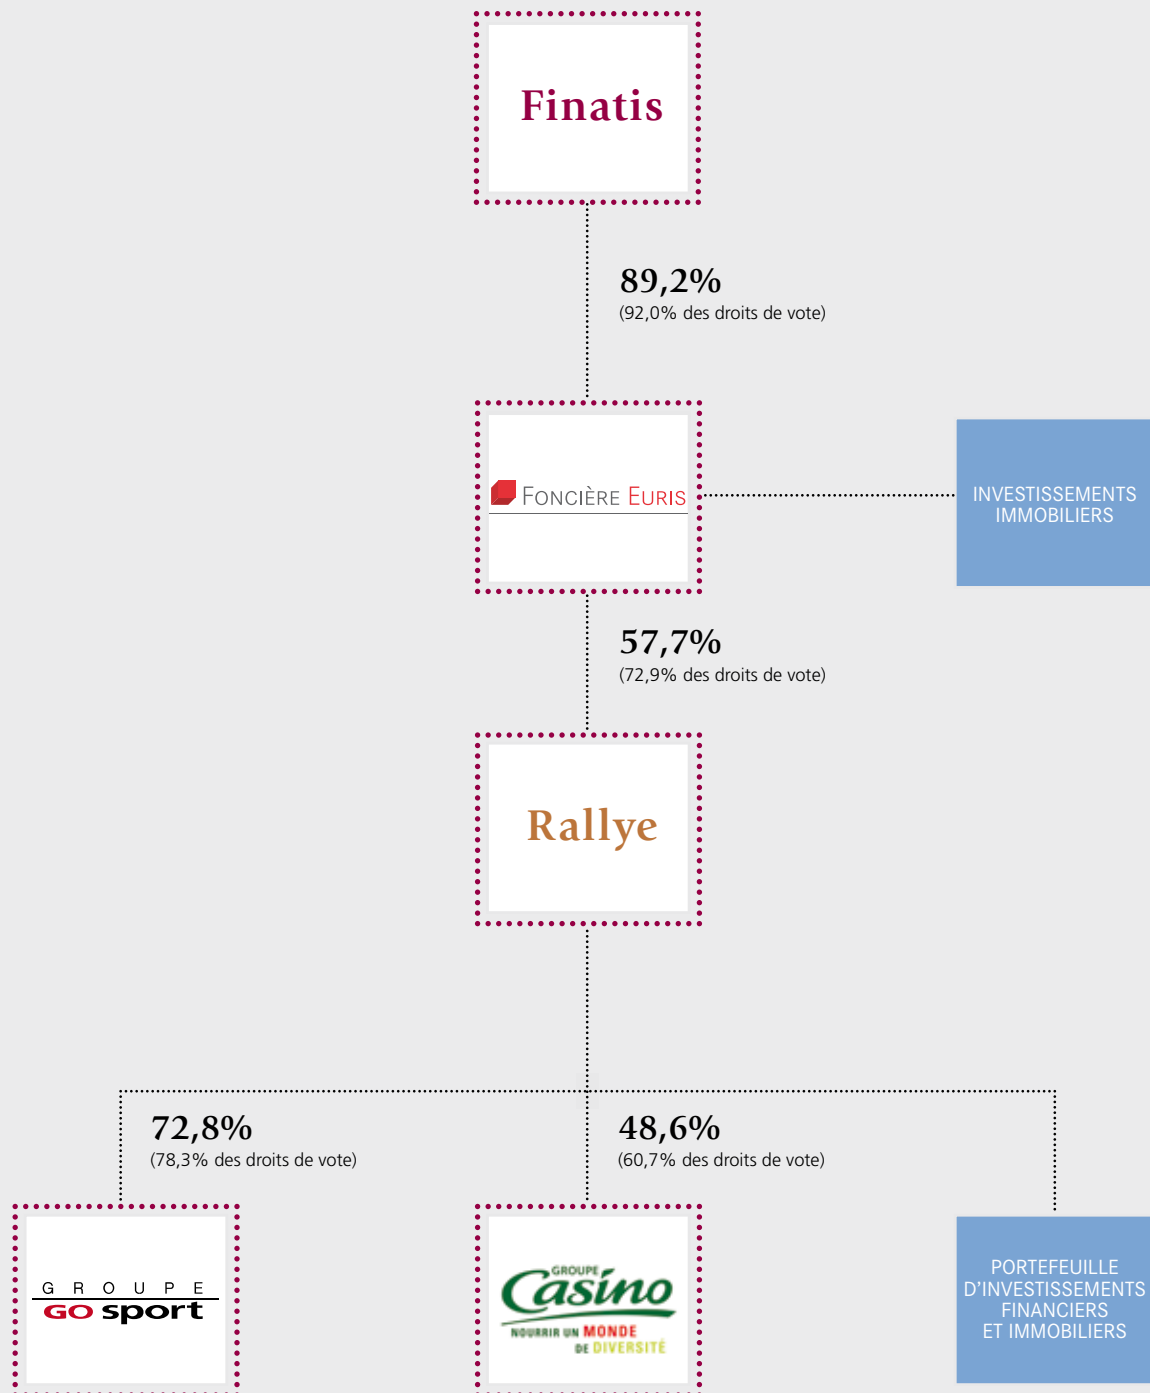 Finatis
89,2%
(92,0% des droits de vote)
FONCIÈRE EURIS
INVESTISSEMENTS
IMMOBILIERS
57,7%
(72,9% des droits de vote)
Rallye
72,8%
(78,3% des droits de vote)
48,6%
(60,7% des droits de vote)
GROUPE
GO sport
GROUPE
Casino
NOURRIR UN MONDE
DE DIVERSITÉ
PORTEFEUILLE
D'INVESTISSEMENTS
FINANCIERS
ET IMMOBILIERS